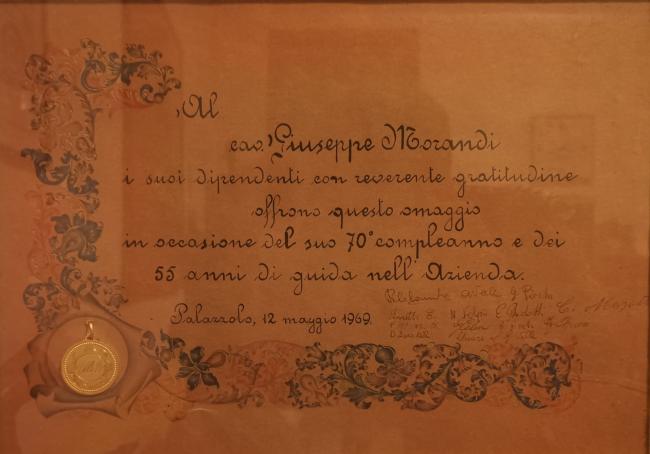 Al
cav. Giuseppe Morandi
i suoi dipendenti con reverente gratitudine
offrono questo omaggio
in occasione del suo 70° compleanno e dei
55 anni di guida nell'Azienda.
Palazzolo, 12 maggio 1969.